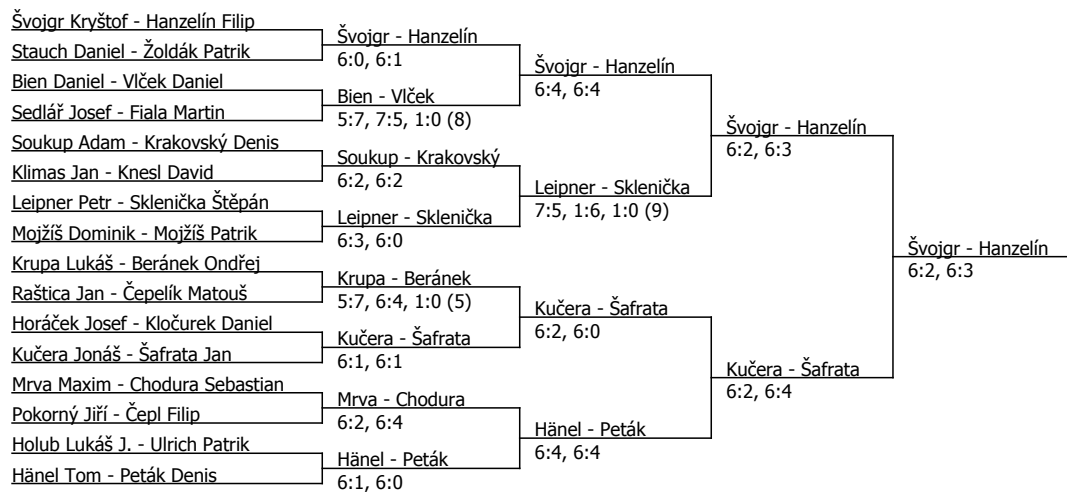 Švojgr Kryštof - Hanzelín Filip
Stauch Daniel - Žoldák Patrik
Bien Daniel - Vlček Daniel
Sedlář Josef - Fiala Martin
Soukup Adam - Krakovský Denis
Klimas Jan - Knesl David
Leipner Petr - Sklenička Štěpán
Mojžíš Dominik - Mojžíš Patrik
Krupa Lukáš - Beránek Ondřej
Raštica Jan - Čepelík Matouš
Horáček Josef - Kločurek Daniel
Kučera Jonáš - Šafrata Jan
Mrva Maxim - Chodura Sebastian
Pokorný Jiří - Čepl Filip
Holub Lukáš J. - Ulrich Patrik
Hänel Tom - Peták Denis
Švojgr - Hanzelín
6:0, 6:1
Bien - Vlček
5:7, 7:5, 1:0 (8)
Soukup - Krakovský
6:2, 6:2
Leipner - Sklenička
6:3, 6:0
Krupa - Beránek
5:7, 6:4, 1:0 (5)
Kučera - Šafrata
6:1, 6:1
Mrva - Chodura
6:2, 6:4
Hänel - Peták
6:1, 6:0
Švojgr - Hanzelín
6:4, 6:4
Leipner - Sklenička
7:5, 1:6, 1:0 (9)
Kučera - Šafrata
6:2, 6:0
Hänel - Peták
6:4, 6:4
Švojgr - Hanzelín
6:2, 6:3
Kučera - Šafrata
6:2, 6:4
Švojgr - Hanzelín
6:2, 6:3